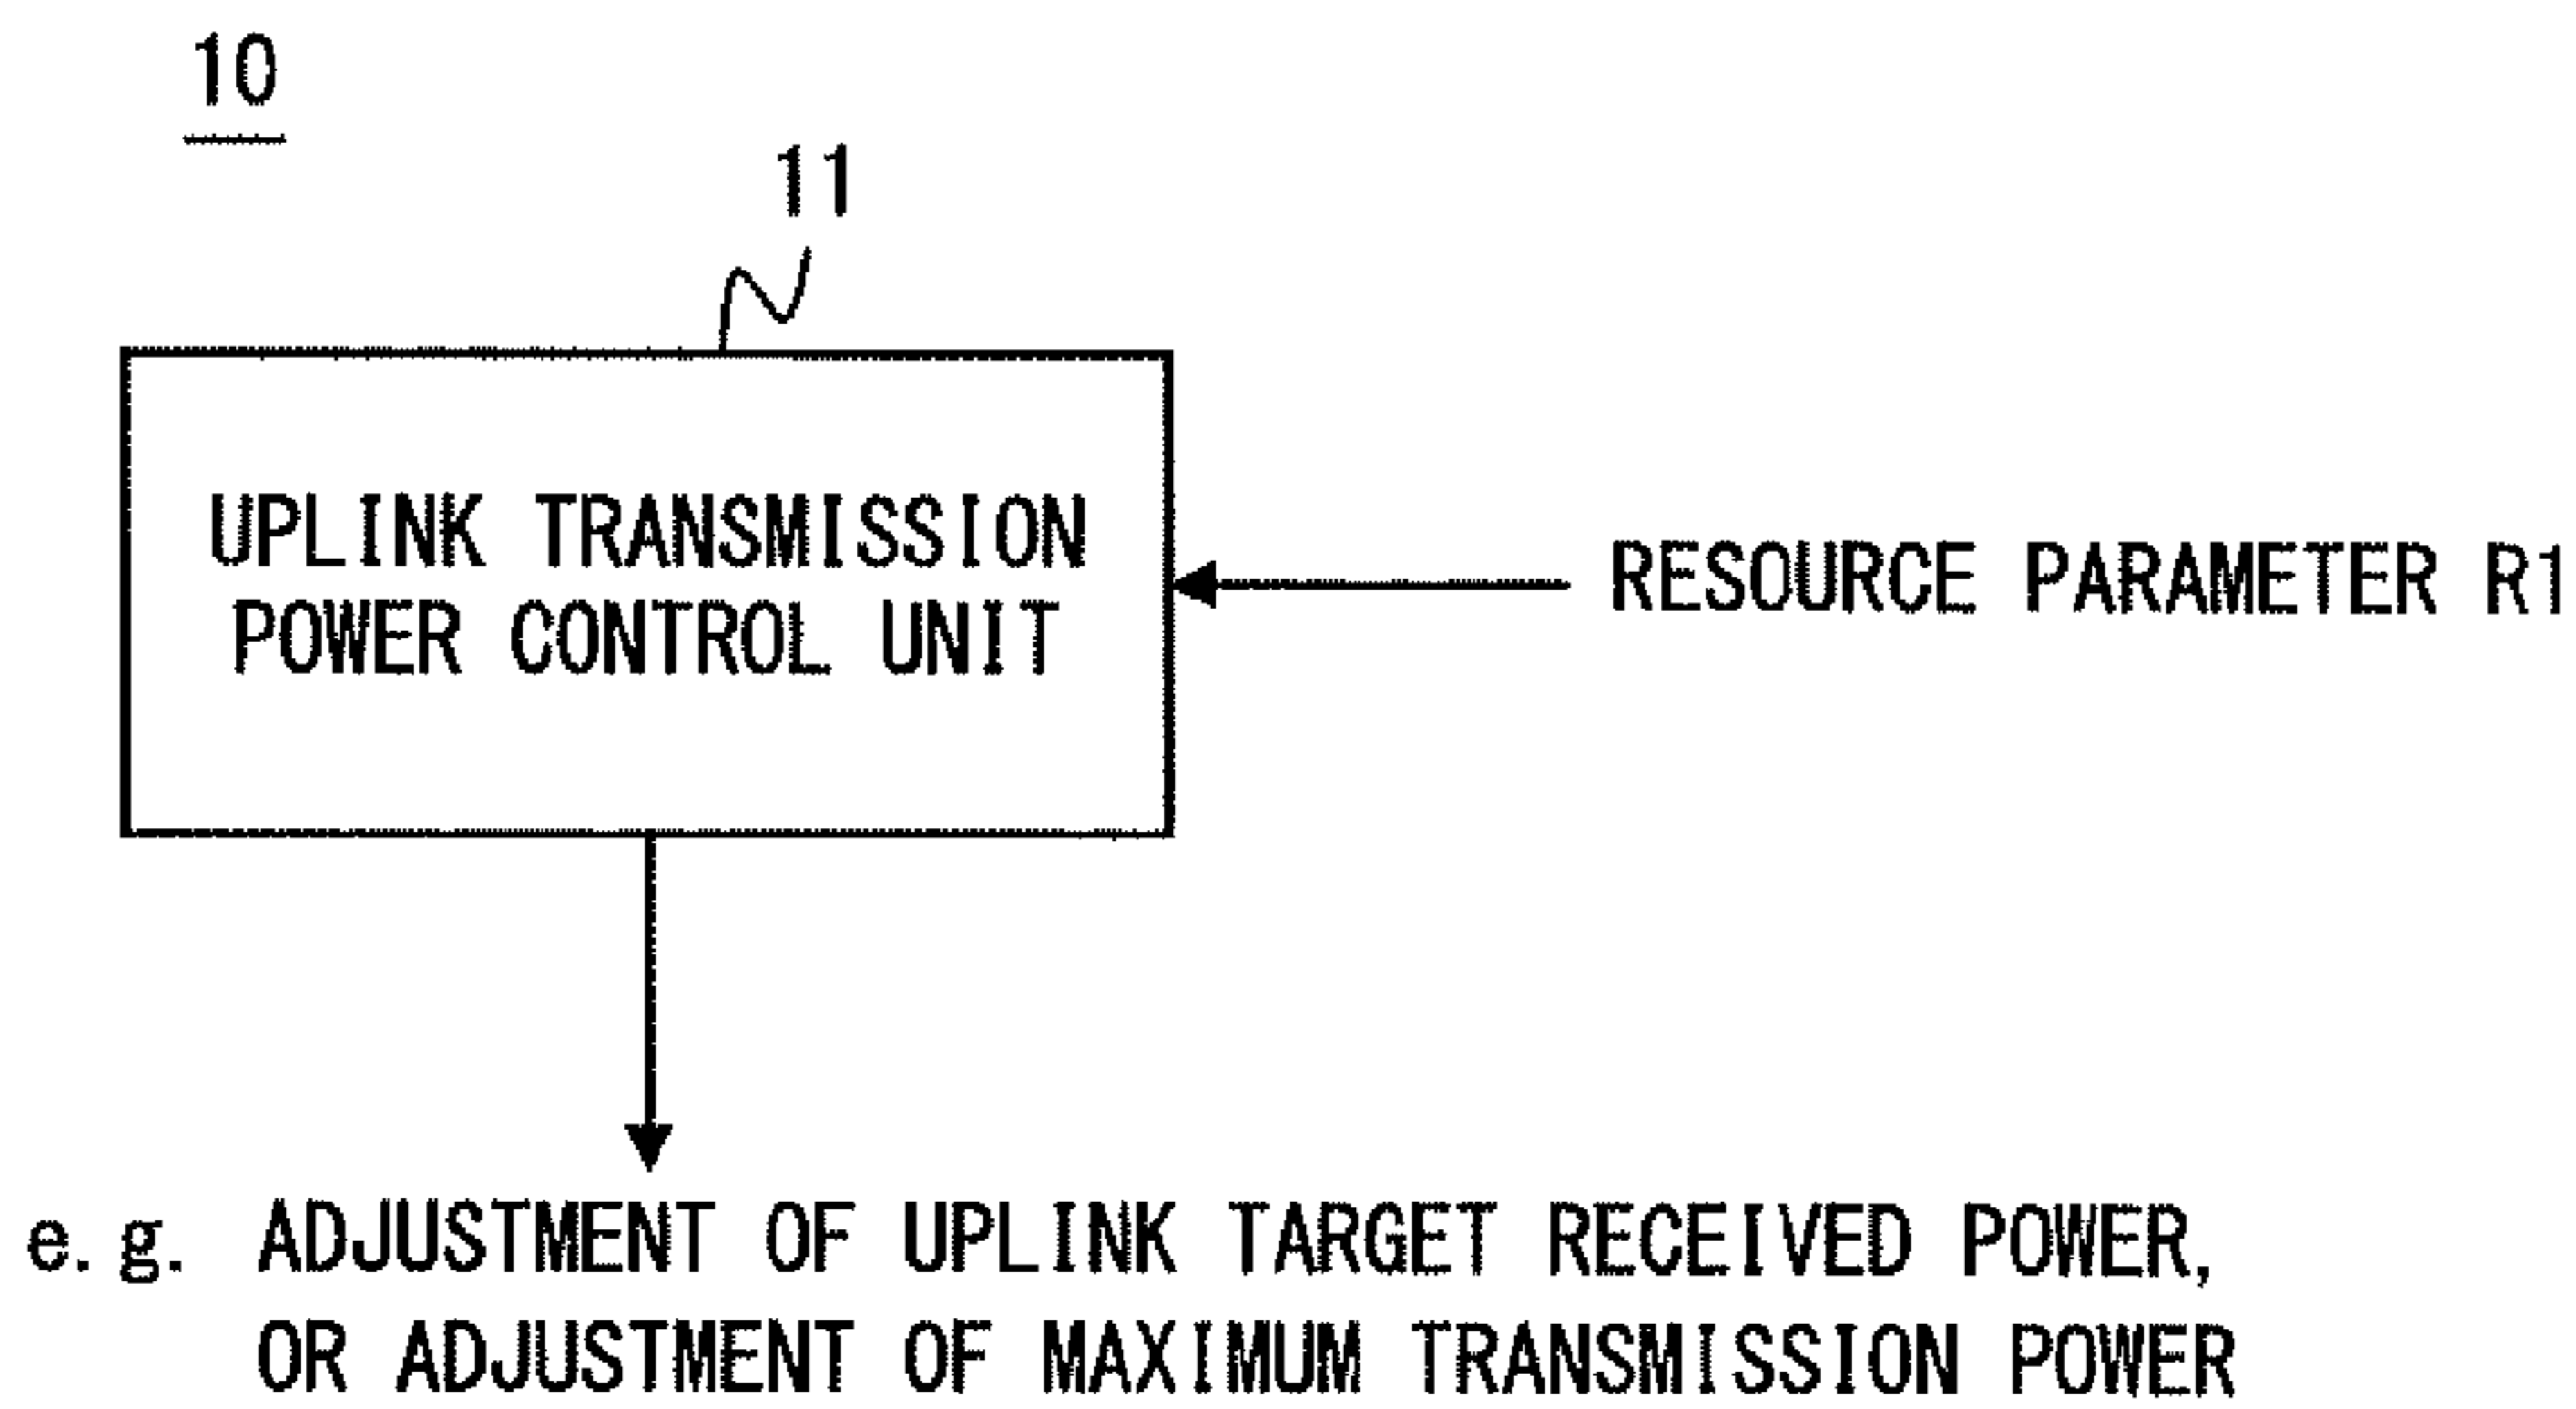 10
11
UPLINK TRANSMISSION
POWER CONTROL UNIT
RESOURCE PARAMETER R1
e.g. ADJUSTMENT OF UPLINK TARGET RECEIVED POWER,
OR ADJUSTMENT OF MAXIMUM TRANSMISSION POWER